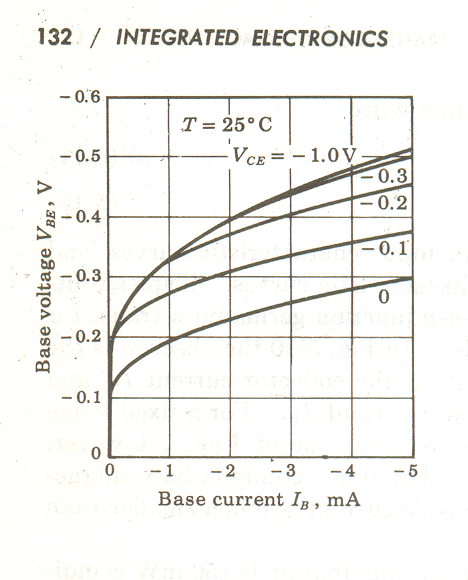 132 / INTEGRATED ELECTRONICS
−0.6
T = 25°C
−0.5
V_CE = −1.0 V
−0.3
−0.2
−0.4
−0.1
−0.3
0
−0.2
−0.1
0
Base voltage V_BE, V
0 −1 −2 −3 −4 −5
Base current I_B, mA